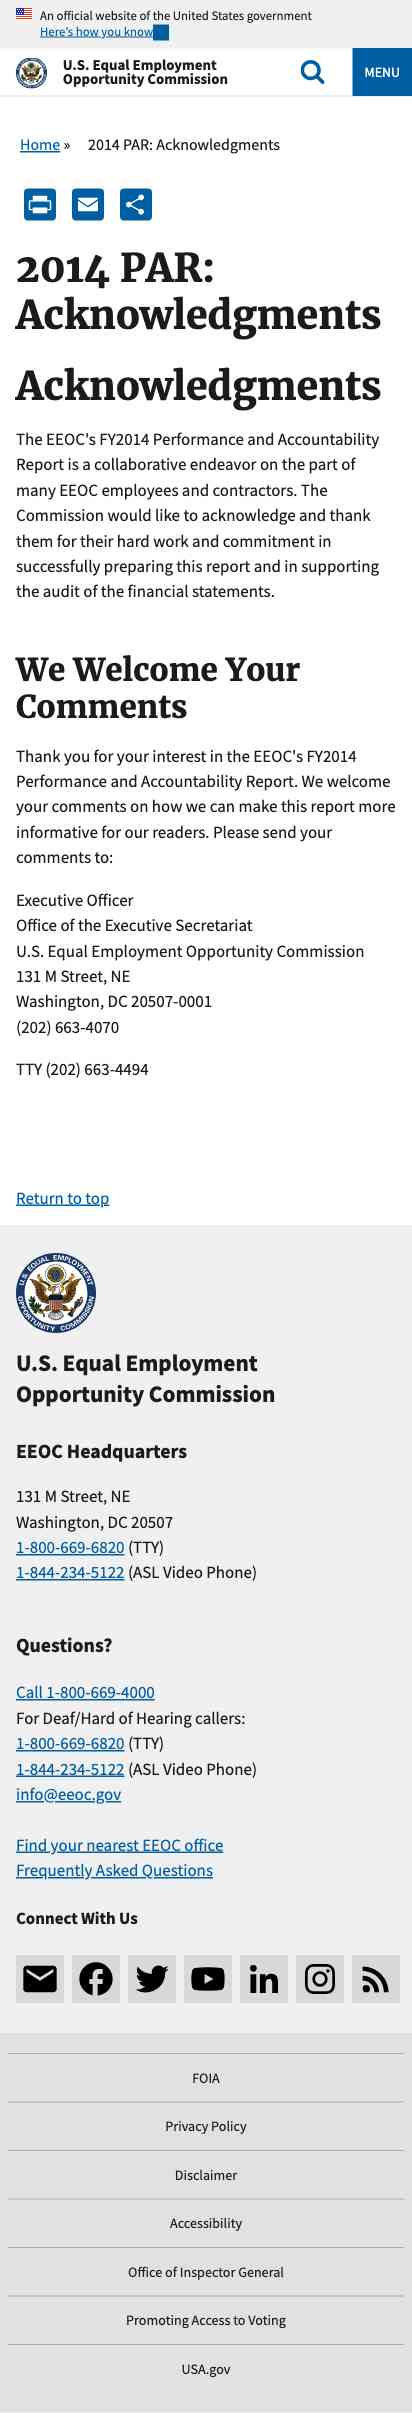 An official website of the United States government
Here's how you know
U.S. Equal Employment
Opportunity Commission
MENU
Home » 2014 PAR: Acknowledgments
2014 PAR:
Acknowledgments
Acknowledgments
The EEOC's FY2014 Performance and Accountability
Report is a collaborative endeavor on the part of
many EEOC employees and contractors. The
Commission would like to acknowledge and thank
them for their hard work and commitment in
successfully preparing this report and in supporting
the audit of the financial statements.
We Welcome Your
Comments
Thank you for your interest in the EEOC's FY2014
Performance and Accountability Report. We welcome
your comments on how we can make this report more
informative for our readers. Please send your
comments to:
Executive Officer
Office of the Executive Secretariat
U.S. Equal Employment Opportunity Commission
131 M Street, NE
Washington, DC 20507-0001
(202) 663-4070
TTY (202) 663-4494
Return to top
U.S. EQUAL EMPLOYMENT OPPORTUNITY COMMISSION
U.S. Equal Employment
Opportunity Commission
EEOC Headquarters
131 M Street, NE
Washington, DC 20507
1-800-669-6820 (TTY)
1-844-234-5122 (ASL Video Phone)
Questions?
Call 1-800-669-4000
For Deaf/Hard of Hearing callers:
1-800-669-6820 (TTY)
1-844-234-5122 (ASL Video Phone)
info@eeoc.gov
Find your nearest EEOC office
Frequently Asked Questions
Connect With Us
FOIA
Privacy Policy
Disclaimer
Accessibility
Office of Inspector General
Promoting Access to Voting
USA.gov